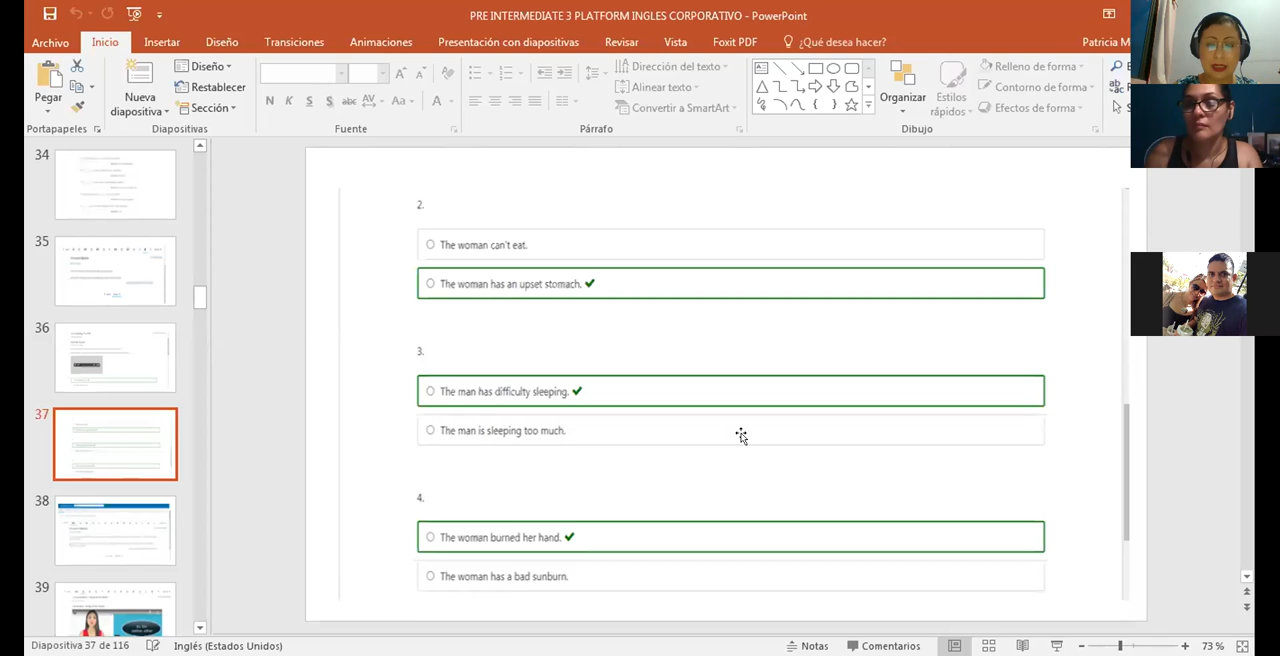 PRE INTERMEDIATE 3 PLATFORM INGLES CORPORATIVO - PowerPoint
Archivo Inicio Insertar Diseño Transiciones Animaciones Presentación con diapositivas Revisar Vista Foxit PDF ¿Qué desea hacer? Patricia M
Pegar
Nueva diapositiva
Diseño
Restablecer
Sección
N K S S abc AV Aa A
Dirección del texto
Alinear texto
Convertir a SmartArt
Organizar
Estilos rápidos
Relleno de forma
Contorno de forma
Efectos de forma
Portapapeles Diapositivas Fuente Párrafo Dibujo
34
35
36
37
38
39
2.
The woman can't eat.
The woman has an upset stomach.
3.
The man has difficulty sleeping.
The man is sleeping too much.
4.
The woman burned her hand.
The woman has a bad sunburn.
Diapositiva 37 de 116 Inglés (Estados Unidos) Notas Comentarios 73 %